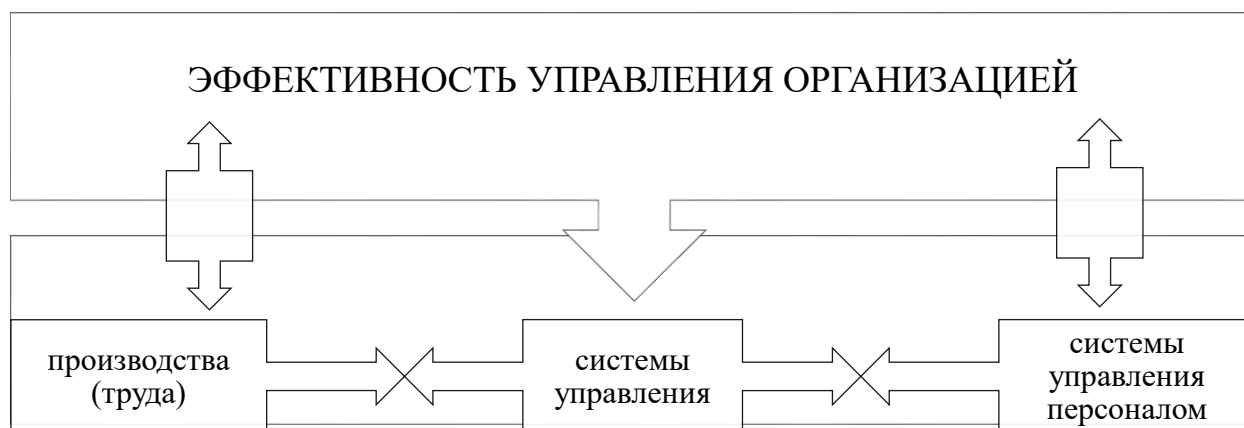 ЭФФЕКТИВНОСТЬ УПРАВЛЕНИЯ ОРГАНИЗАЦИЕЙ
производства
(труда)
системы
управления
системы
управления
персоналом